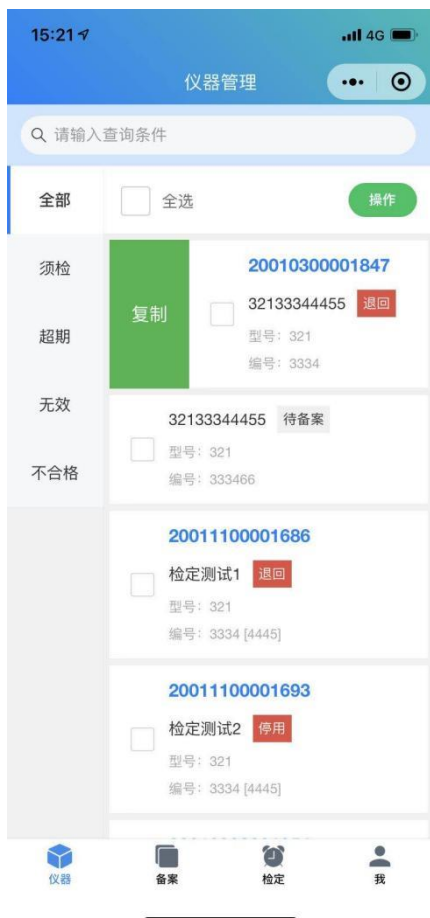 15:21
4G
仪器管理
请输入查询条件
全部
全选
操作
须检
超期
无效
不合格
复制
20010300001847
32133344455 退回
型号：321
编号：3334
32133344455 待备案
型号：321
编号：333466
20011100001686
检定测试1 退回
型号：321
编号：3334 [4445]
20011100001693
检定测试2 停用
型号：321
编号：3334 [4445]
仪器
备案
检定
我